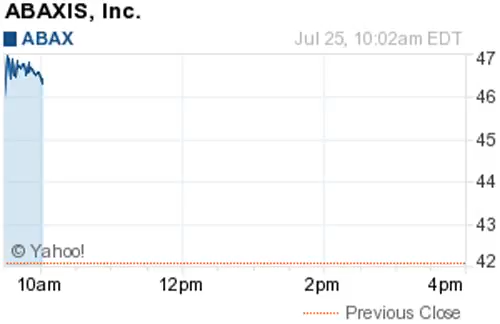 ABAXIS, Inc.
ABAX Jul 25, 10:02am EDT
47
46
45
44
43
42
© Yahoo!
10am 12pm 2pm 4pm
Previous Close